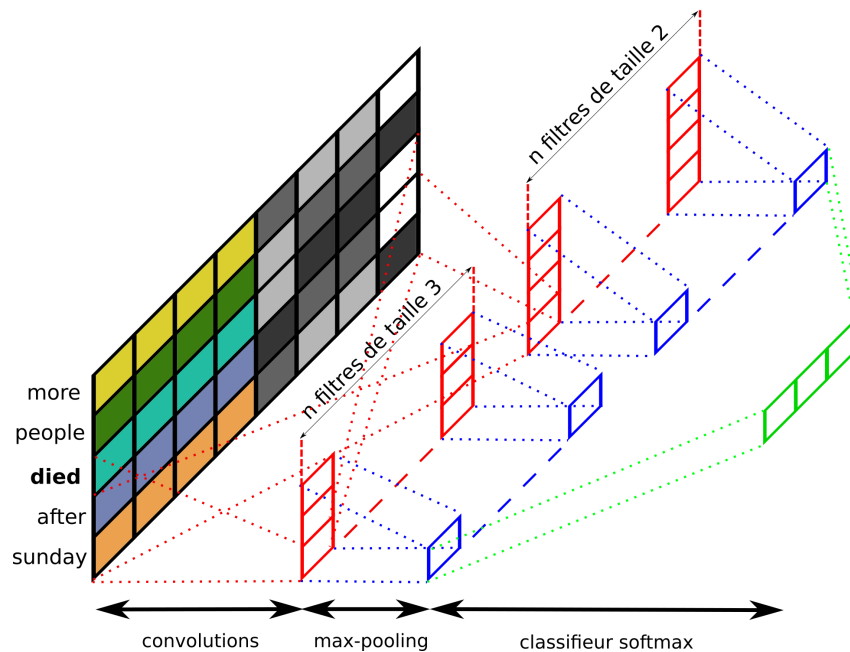 n filtres de taille 2
n filtres de taille 3
more
people
died
after
sunday
convolutions
max-pooling
classifieur softmax